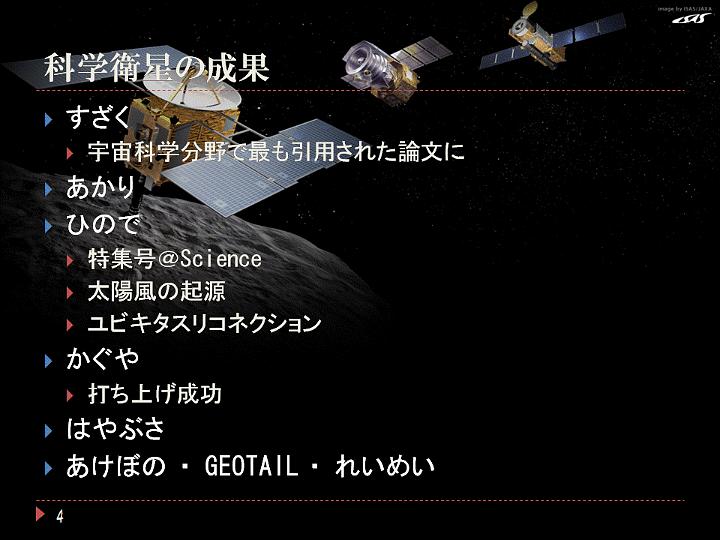 image by ISAS/JAXA
ISAS
科学衛星の成果
すざく
宇宙科学分野で最も引用された論文に
あかり
ひので
特集号@Science
太陽風の起源
ユビキタスリコネクション
かぐや
打ち上げ成功
はやぶさ
あけぼの ・ GEOTAIL ・ れいめい
4